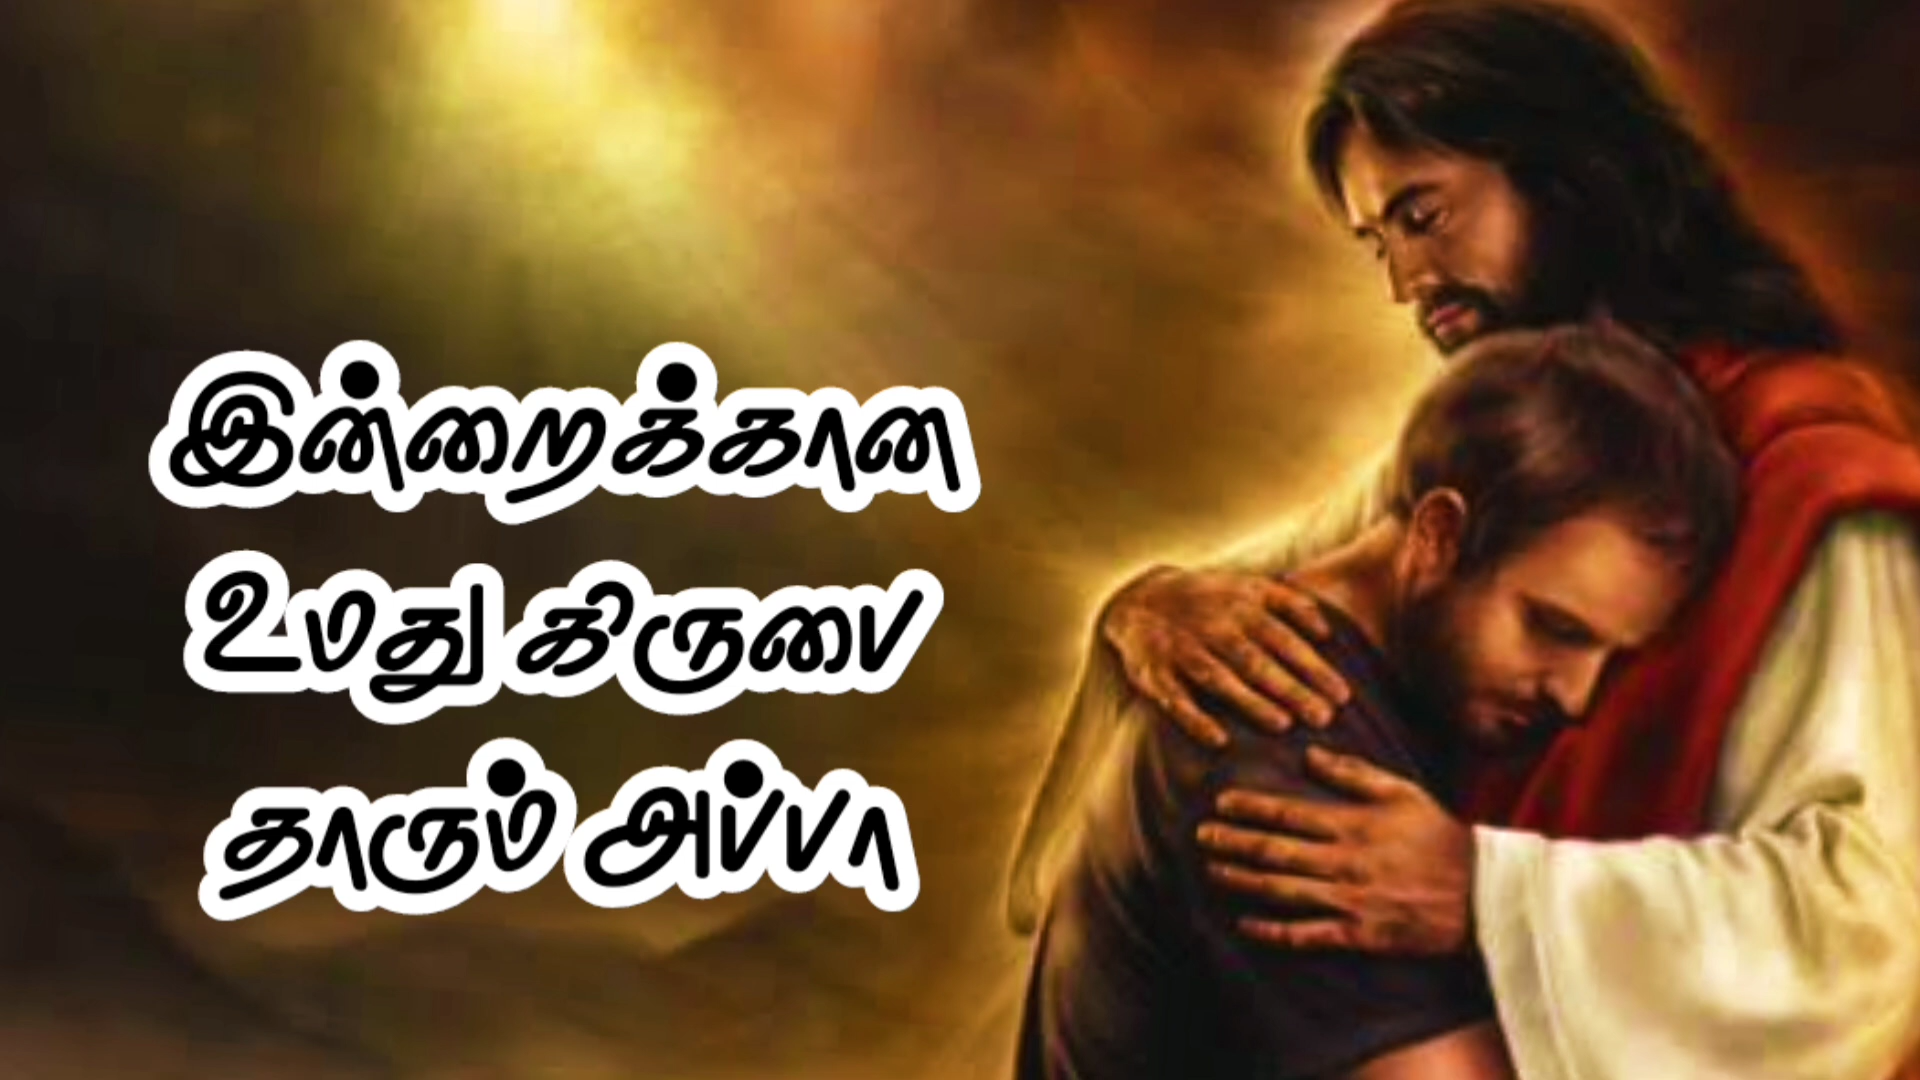 இன்றைக்கான
உமது கிருபை
தாரும் அப்பா